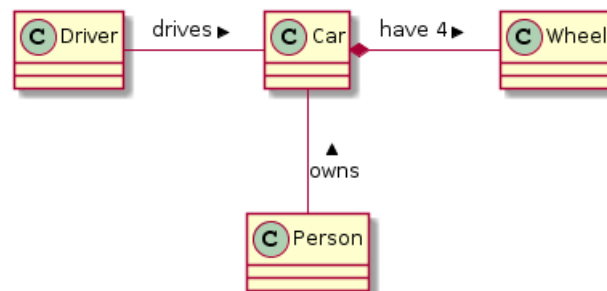 C Driver
drives ▶
C Car
have 4 ▶
C Wheel
▲
owns
C Person